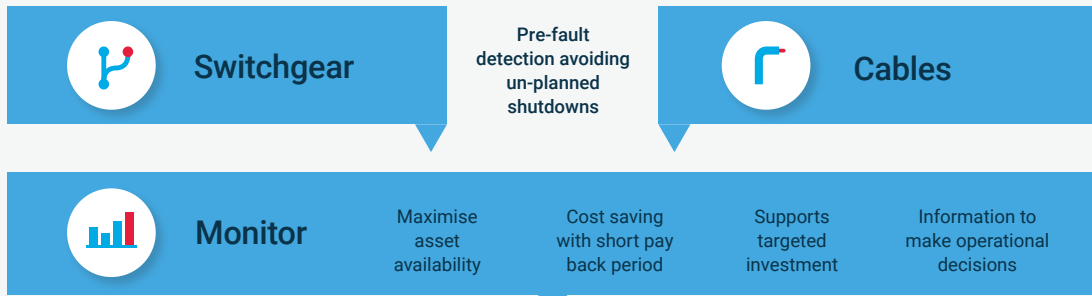 Switchgear
Pre-fault
detection avoiding
un-planned
shutdowns
Cables
Monitor
Maximise
asset
availability
Cost saving
with short pay
back period
Supports
targeted
investment
Information to
make operational
decisions